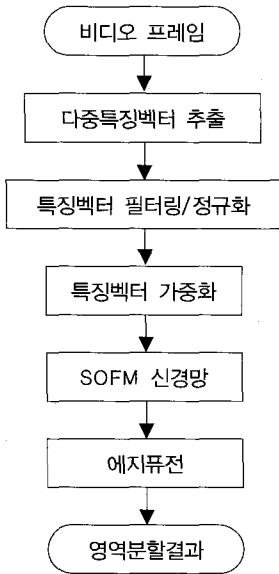 비디오 프레임
다중특징벡터 추출
특징벡터 필터링/정규화
특징벡터 가중화
SOFM 신경망
에지퓨전
영역분할결과